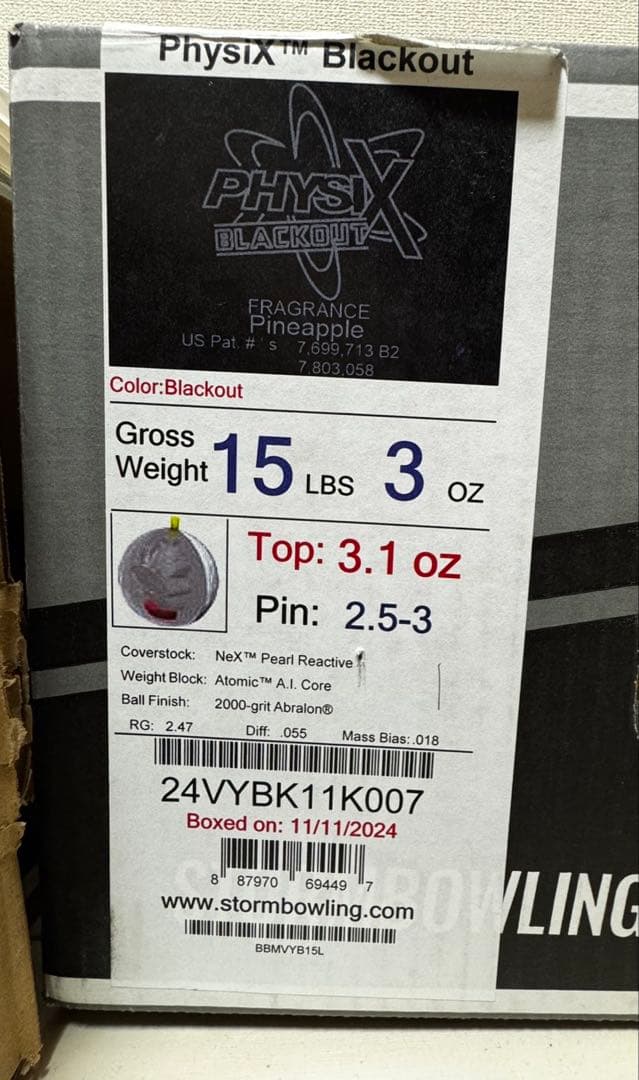 PhysiX™ Blackout
PHYSIX
BLACKOUT
FRAGRANCE
Pineapple
US Pat. # ' s 7,699,713 B2
7,803,058
Color:Blackout
Gross
Weight 15 LBS 3 OZ
Top: 3.1 oz
Pin: 2.5-3
Coverstock: NeX™ Pearl Reactive
Weight Block: Atomic™ A.I. Core
Ball Finish: 2000-grit Abralon®
RG: 2.47 Diff: .055 Mass Bias: .018
24VYBK11K007
Boxed on: 11/11/2024
8 87970 69449 7
www.stormbowling.com
BBMVYB15L
STORMBOWLING